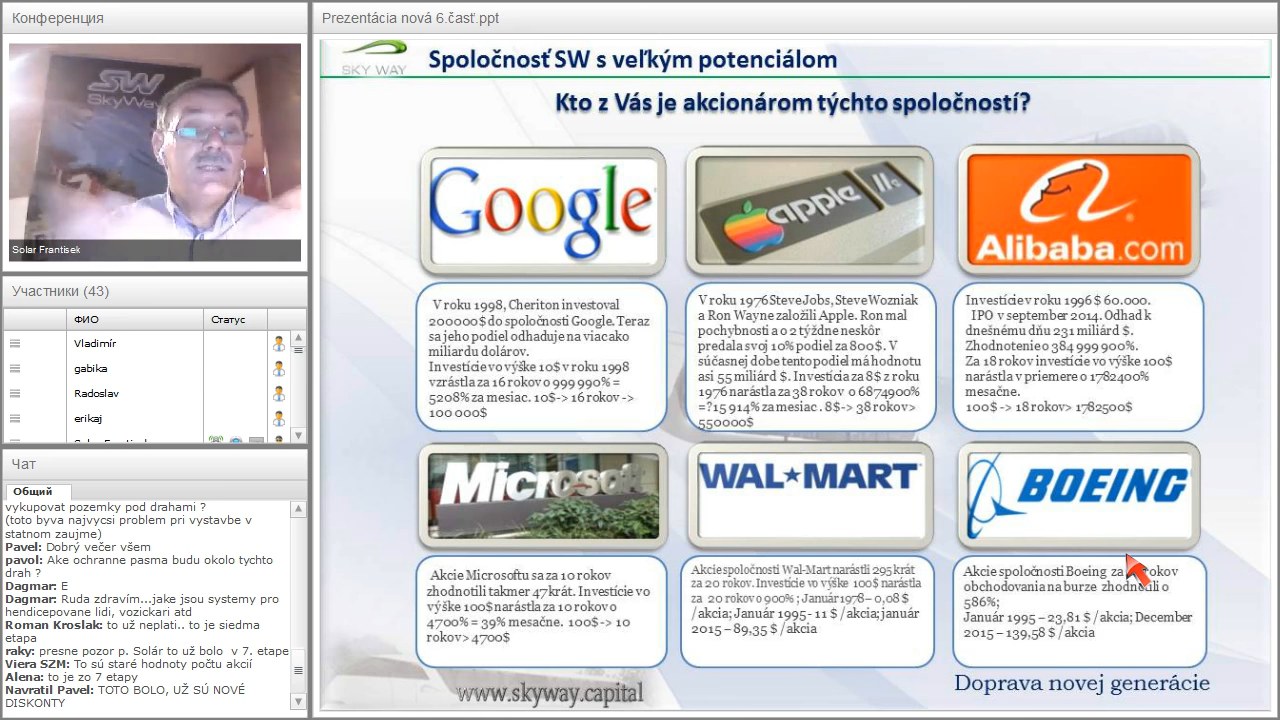 Конференция
SW
SkyWay
Solar Frantisek
Участники (43)
ФИО
Статус
Vladimír
gabika
Radoslav
erikaj
Чат
Общий
vykupovat pozemky pod drahami ?
(toto byva najvycsi problem pri vystavbe v
statnom zaujme)
Pavel: Dobrý večer všem
pavol: Ake ochranne pasma budu okolo tychto
drah ?
Dagmar: E
Dagmar: Ruda zdravím...jake jsou systemy pro
hendicepovane lidi, vozickari atd
Roman Kroslak: to už neplati.. to je siedma
etapa
raky: presne pozor p. Solár to už bolo v 7. etape
Viera SZM: To sú staré hodnoty počtu akcií
Alena: to je zo 7 etapy
Navratil Pavel: TOTO BOLO, UŽ SÚ NOVÉ
DISKONTY
Prezentácia nová 6.časť.ppt
SKY WAY
Spoločnosť SW s veľkým potenciálom
Kto z Vás je akcionárom týchto spoločností?
Google
apple
Alibaba.com
V roku 1998, Cheriton investoval
200000$ do spoločnosti Google. Teraz
sa jeho podiel odhaduje na viac ako
miliardu dolárov.
Investície vo výške 10$ v roku 1998
vzrástla za 16 rokov o 999 990% =
5208% za mesiac. 10$-> 16 rokov ->
100 000$
V roku 1976 Steve Jobs, Steve Wozniak
a Ron Wayne založili Apple. Ron mal
pochybnosti a o 2 týždne neskôr
predala svoj 10% podiel za 800$. V
súčasnej dobe tento podiel má hodnotu
asi 55 miliárd $. Investícia za 8$ z roku
1976 narástla za 38 rokov o 6874900%
=?15 914% za mesiac . 8$-> 38 rokov>
550000$
Investície v roku 1996 $ 60.000.
IPO v september 2014. Odhad k
dnešnému dňu 231 miliárd $.
Zhodnotenie o 384 999 900%.
Za 18 rokov investície vo výške 100$
narástla v priemere o 1782400%
mesačne.
100$-> 18 rokov> 1782500$
Microsoft
WAL★MART
BOEING
Akcie Microsoftu sa za 10 rokov
zhodnotili takmer 47krát. Investície vo
výške 100$ narástla za 10 rokov o
4700% = 39% mesačne. 100$-> 10
rokov> 4700$
Akcie spoločnosti Wal-Mart narástli 295 krát
za 20 rokov. Investície vo výške 100$ narástla
za 20 rokov o 900% ; Január 1978 – 0,08 $
/akcia; Január 1995 - 11 $ /akcia; január
2015 – 89,35 $ /akcia
Akcie spoločnosti Boeing za rokov
obchodovania na burze zhodnotili o
586%;
Január 1995 – 23,81 $ /akcia; December
2015 – 139,58 $ /akcia
www.skyway.capital
Doprava novej generácie